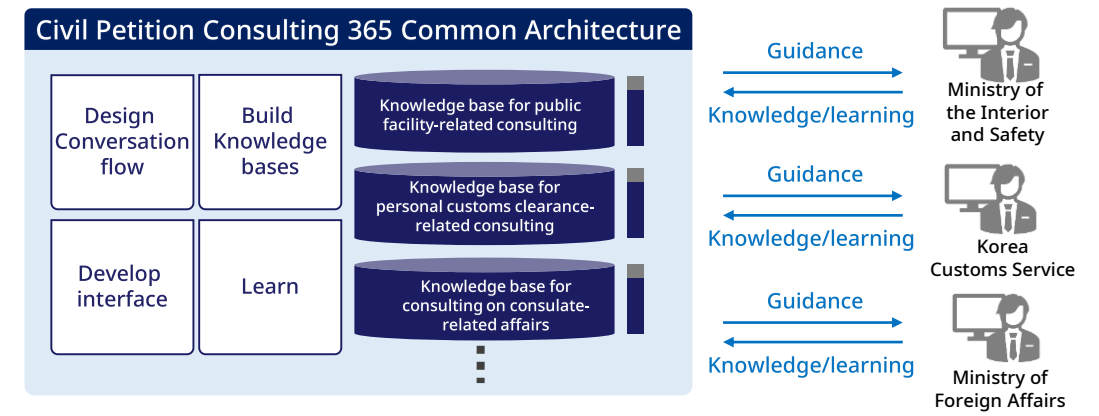 Civil Petition Consulting 365 Common Architecture
Design
Conversation
flow
Build
Knowledge
bases
Develop
interface
Learn
Knowledge base for public
facility-related consulting
Knowledge base for
personal customs clearance-
related consulting
Knowledge base for
consulting on consulate-
related affairs
Guidance
Knowledge/learning
Ministry of
the Interior
and Safety
Guidance
Knowledge/learning
Korea
Customs Service
Guidance
Knowledge/learning
Ministry of
Foreign Affairs